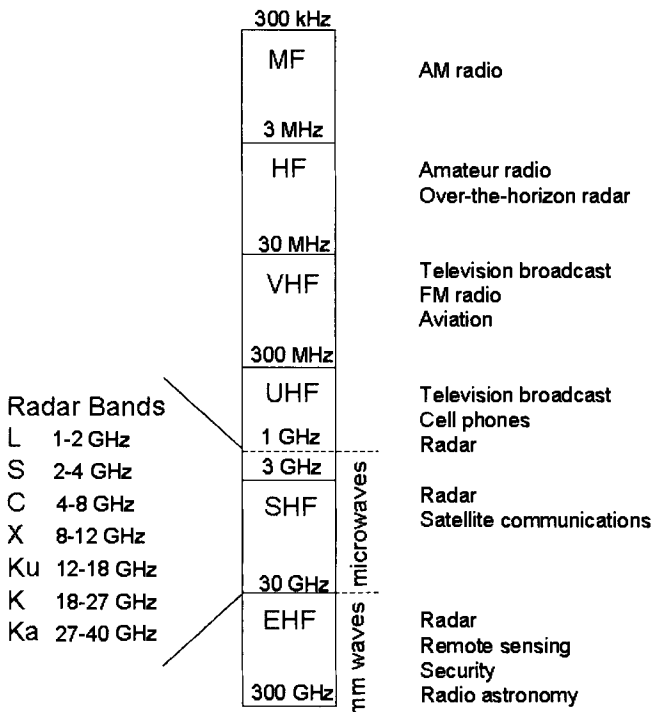 300 kHz
MF
AM radio
3 MHz
HF
Amateur radio
Over-the-horizon radar
30 MHz
VHF
Television broadcast
FM radio
Aviation
300 MHz
UHF
Television broadcast
Cell phones
Radar
1 GHz
3 GHz
SHF
Radar
Satellite communications
30 GHz
EHF
Radar
Remote sensing
Security
Radio astronomy
300 GHz
microwaves
mm waves
Radar Bands
L 1-2 GHz
S 2-4 GHz
C 4-8 GHz
X 8-12 GHz
Ku 12-18 GHz
K 18-27 GHz
Ka 27-40 GHz